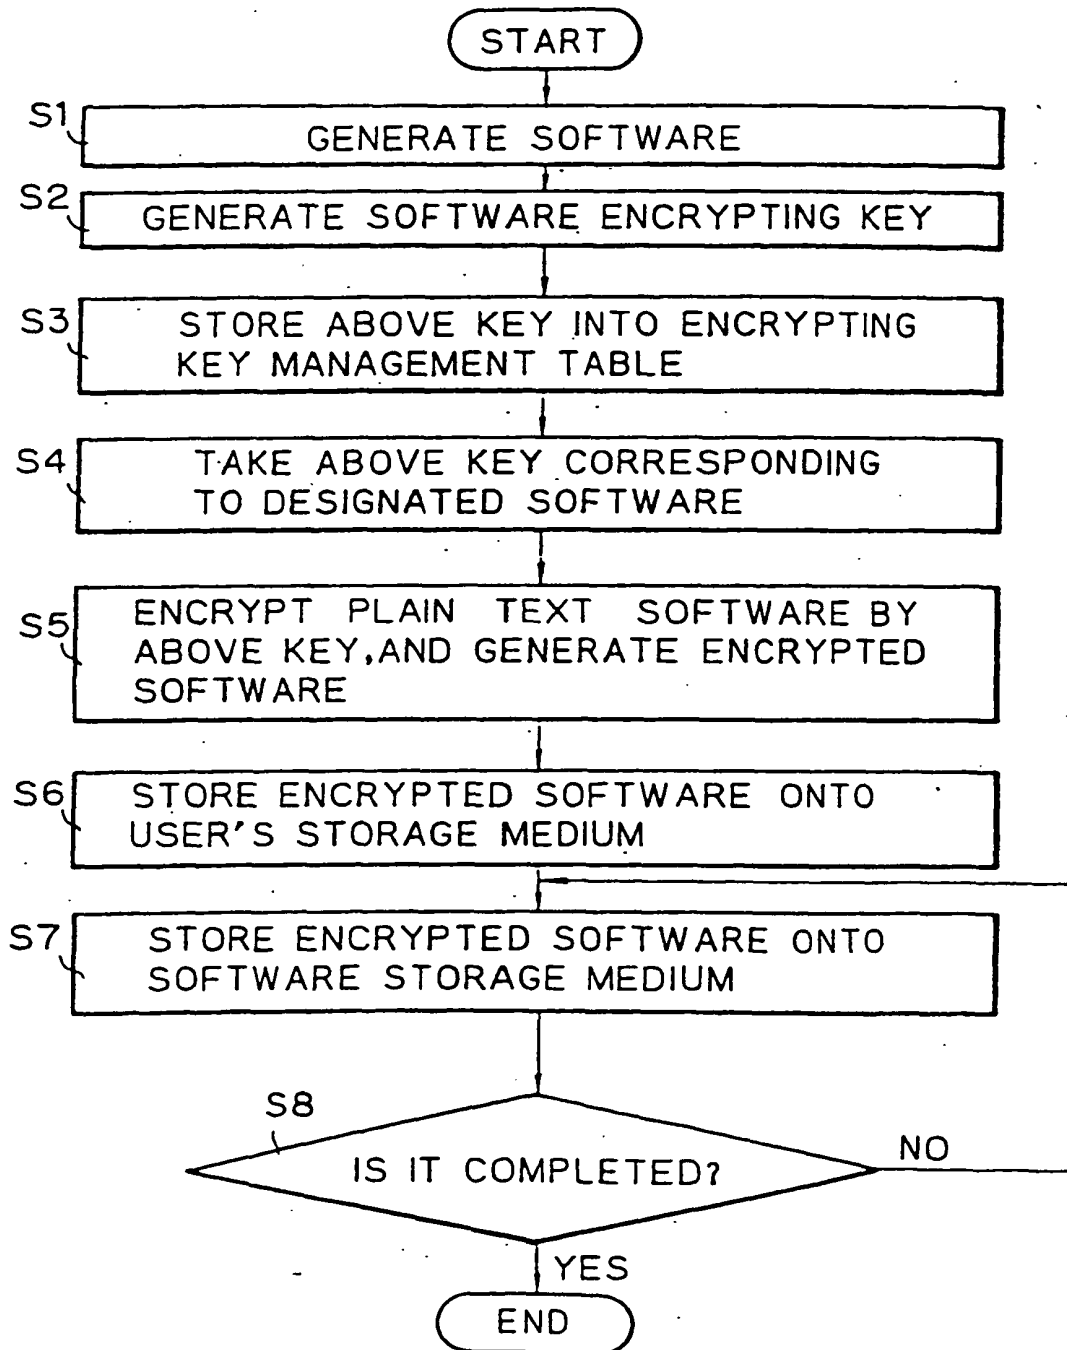 START
S1
GENERATE SOFTWARE
S2
GENERATE SOFTWARE ENCRYPTING KEY
S3
STORE ABOVE KEY INTO ENCRYPTING
KEY MANAGEMENT TABLE
S4
TAKE ABOVE KEY CORRESPONDING
TO DESIGNATED SOFTWARE
S5
ENCRYPT PLAIN TEXT SOFTWARE BY
ABOVE KEY, AND GENERATE ENCRYPTED
SOFTWARE
S6
STORE ENCRYPTED SOFTWARE ONTO
USER'S STORAGE MEDIUM
S7
STORE ENCRYPTED SOFTWARE ONTO
SOFTWARE STORAGE MEDIUM
S8
IS IT COMPLETED?
NO
YES
END